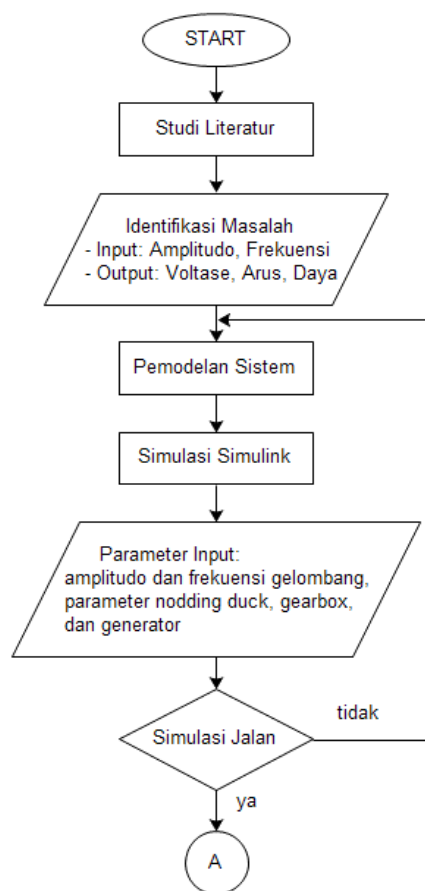 START
Studi Literatur
Identifikasi Masalah
- Input: Amplitudo, Frekuensi
- Output: Voltase, Arus, Daya
Pemodelan Sistem
Simulasi Simulink
Parameter Input:
amplitudo dan frekuensi gelombang,
parameter nodding duck, gearbox,
dan generator
Simulasi Jalan
tidak
ya
A